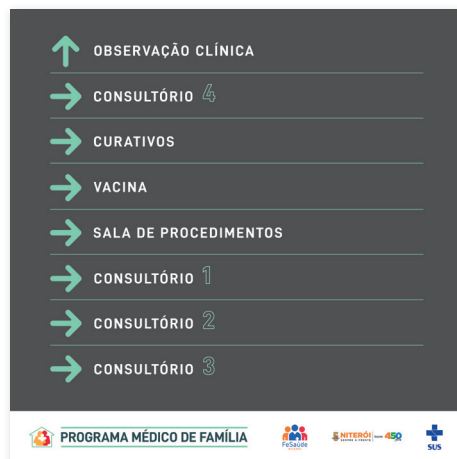 OBSERVAÇÃO CLÍNICA
CONSULTÓRIO 4
CURATIVOS
VACINA
SALA DE PROCEDIMENTOS
CONSULTÓRIO 1
CONSULTÓRIO 2
CONSULTÓRIO 3
PROGRAMA MÉDICO DE FAMÍLIA
FeSaúde
NITERÓI
450
SUS